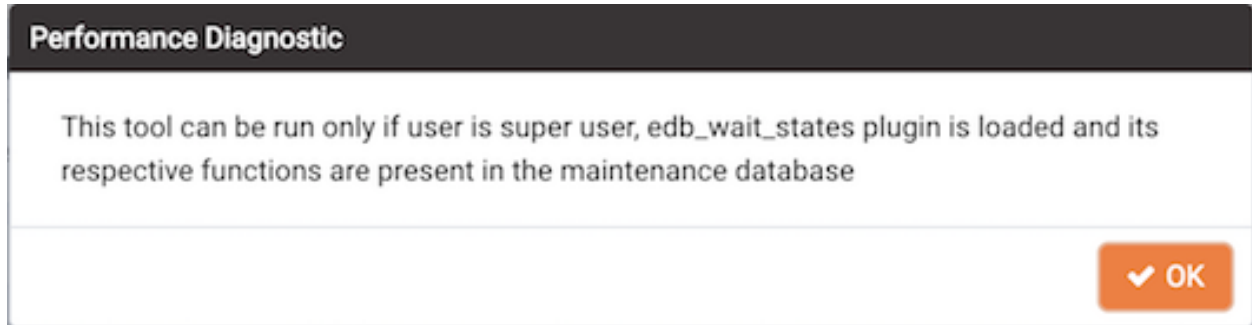 Performance Diagnostic
This tool can be run only if user is super user, edb_wait_states plugin is loaded and its
respective functions are present in the maintenance database
OK